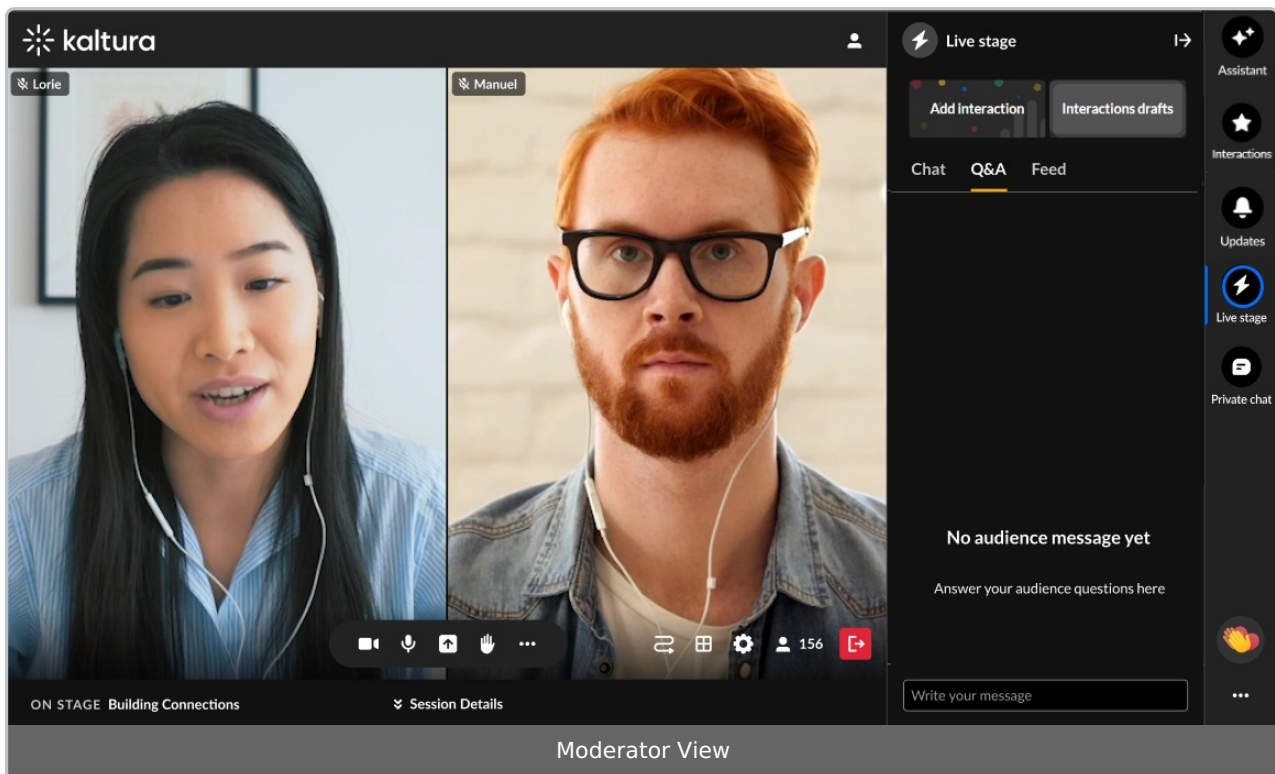 kaltura
Lorie
Manuel
156
ON STAGE Building Connections
Session Details
Live stage
Add interaction
Interactions drafts
Chat Q&A Feed
No audience message yet
Answer your audience questions here
Write your message
Assistant
Interactions
Updates
Live stage
Private chat
Moderator View